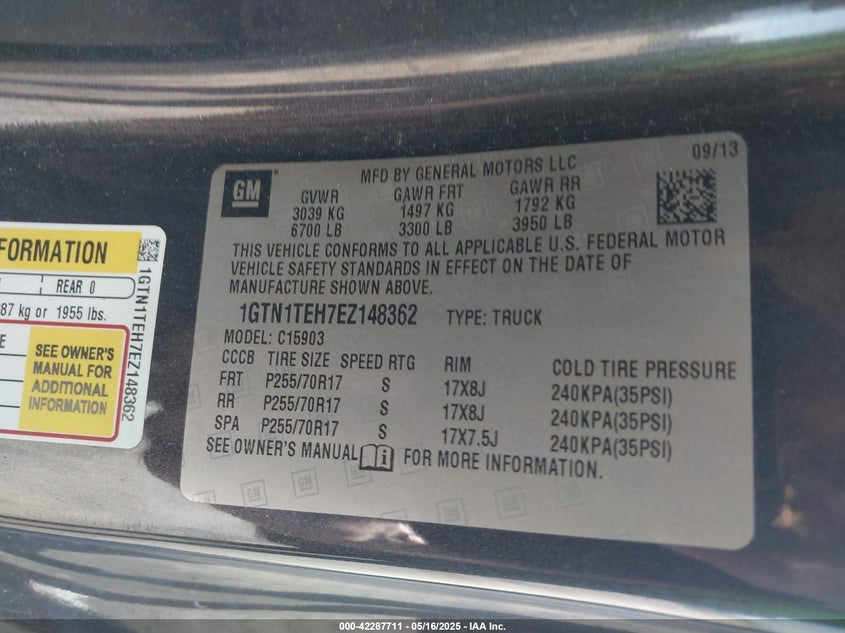 09/13
GM
MFD BY GENERAL MOTORS LLC
GVWR GAWR FRT GAWR RR
3039 KG 1497 KG 1792 KG
6700 LB 3300 LB 3950 LB
THIS VEHICLE CONFORMS TO ALL APPLICABLE U.S. FEDERAL MOTOR
VEHICLE SAFETY STANDARDS IN EFFECT ON THE DATE OF
MANUFACTURE SHOWN ABOVE.
1GTN1TEH7EZ148362 TYPE: TRUCK
MODEL: C15903
CCCB TIRE SIZE SPEED RTG RIM COLD TIRE PRESSURE
FRT P255/70R17 S 17X8J 240KPA(35PSI)
RR P255/70R17 S 17X8J 240KPA(35PSI)
SPA P255/70R17 S 17X7.5J 240KPA(35PSI)
SEE OWNER'S MANUAL i FOR MORE INFORMATION.
REAR 0
87 kg or 1955 lbs.
SEE OWNER'S
MANUAL FOR
ADDITIONAL
INFORMATION
1GTN1TEH7EZ148362
000-42287711 - 05/16/2025 - IAA Inc.